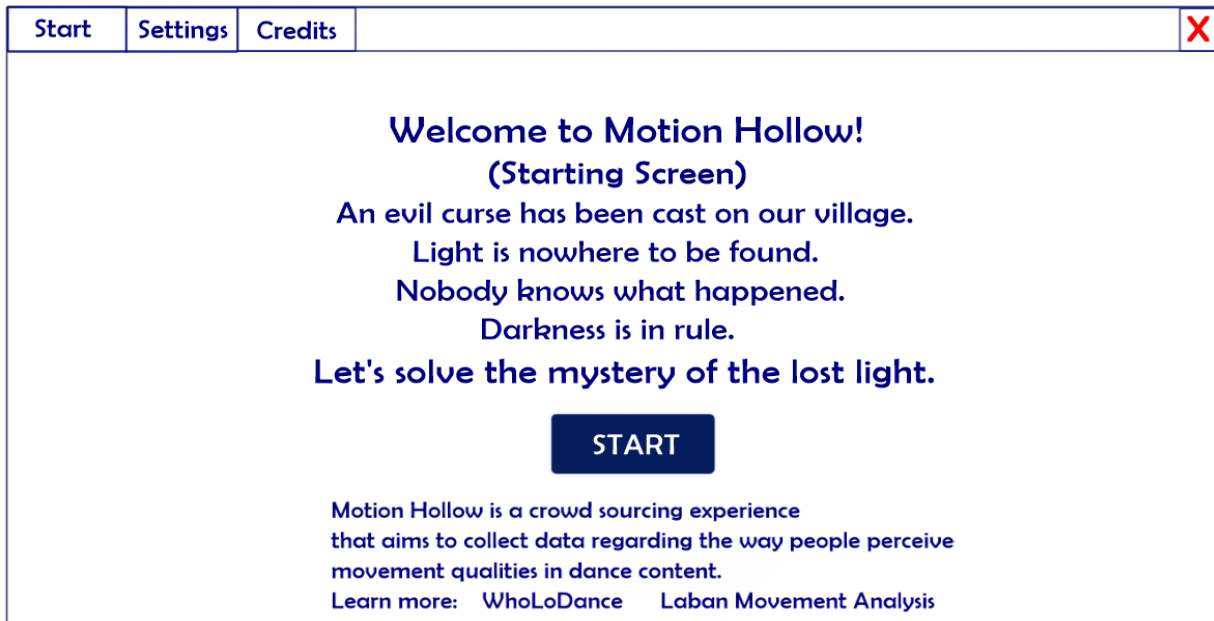 Start Settings Credits X
Welcome to Motion Hollow!
(Starting Screen)
An evil curse has been cast on our village.
Light is nowhere to be found.
Nobody knows what happened.
Darkness is in rule.
Let's solve the mystery of the lost light.
START
Motion Hollow is a crowd sourcing experience
that aims to collect data regarding the way people perceive
movement qualities in dance content.
Learn more: WhoLoDance Laban Movement Analysis